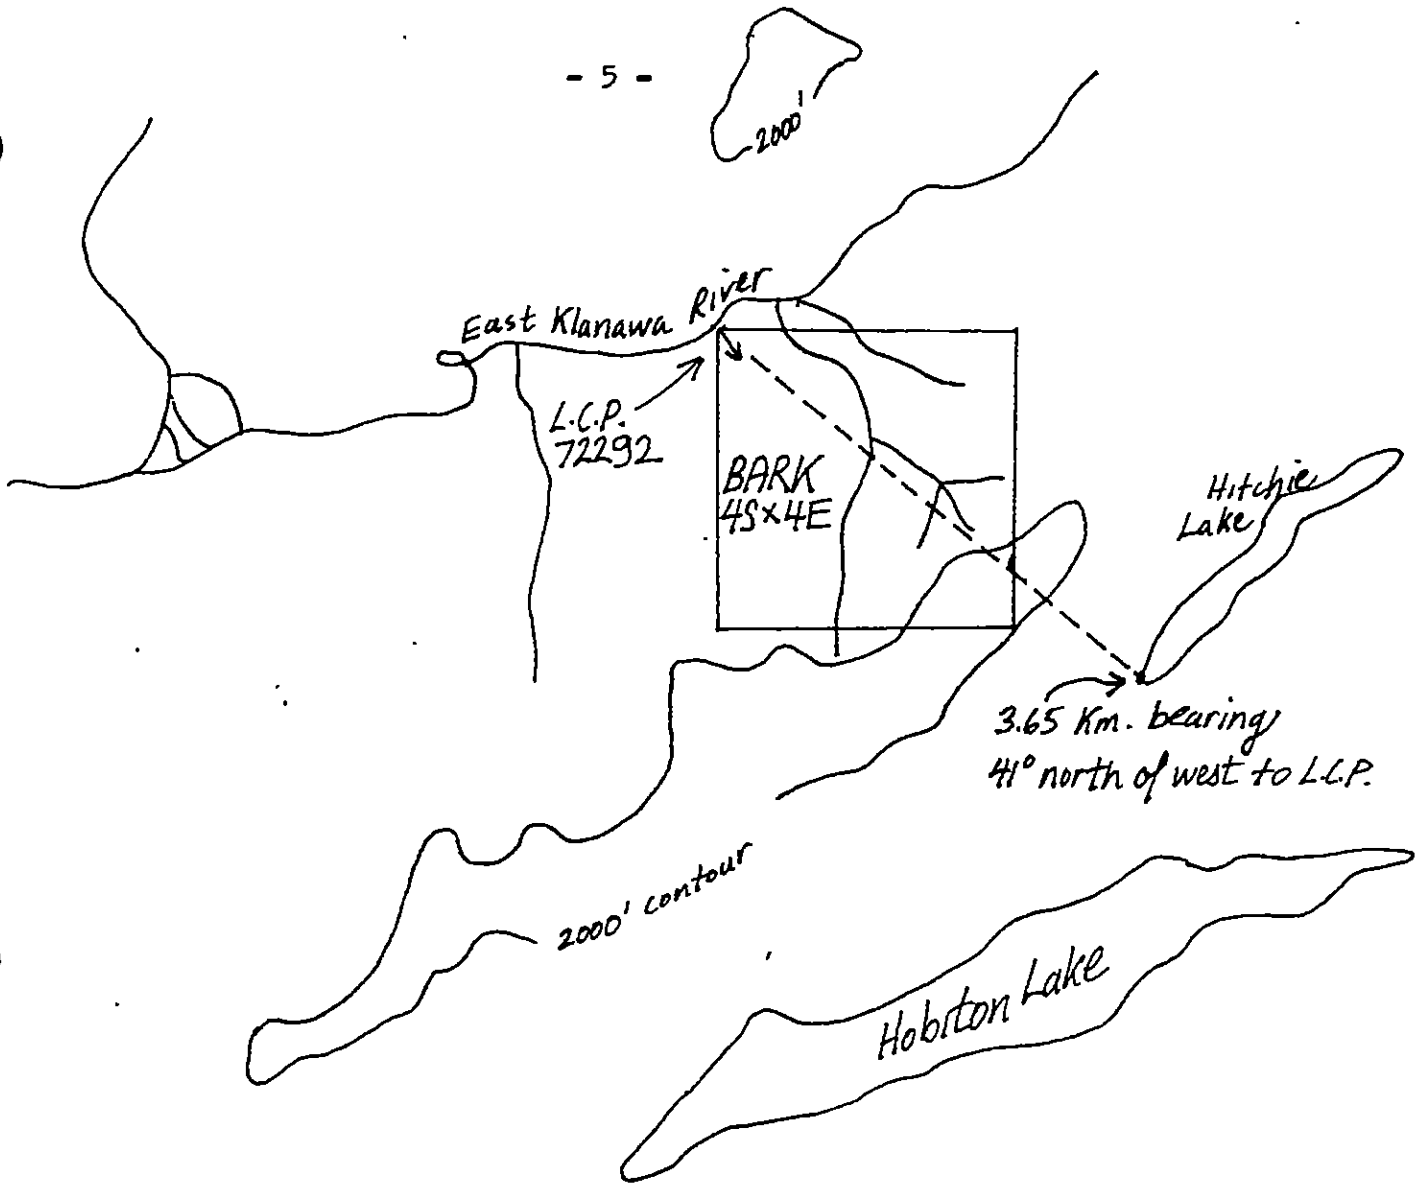 - 5 -
2000'
East Klanawa River
L.C.P.
72292
BARK
4S×4E
Hitchie
Lake
3.65 Km. bearing
41° north of west to L.C.P.
2000' contour
Hobiton Lake